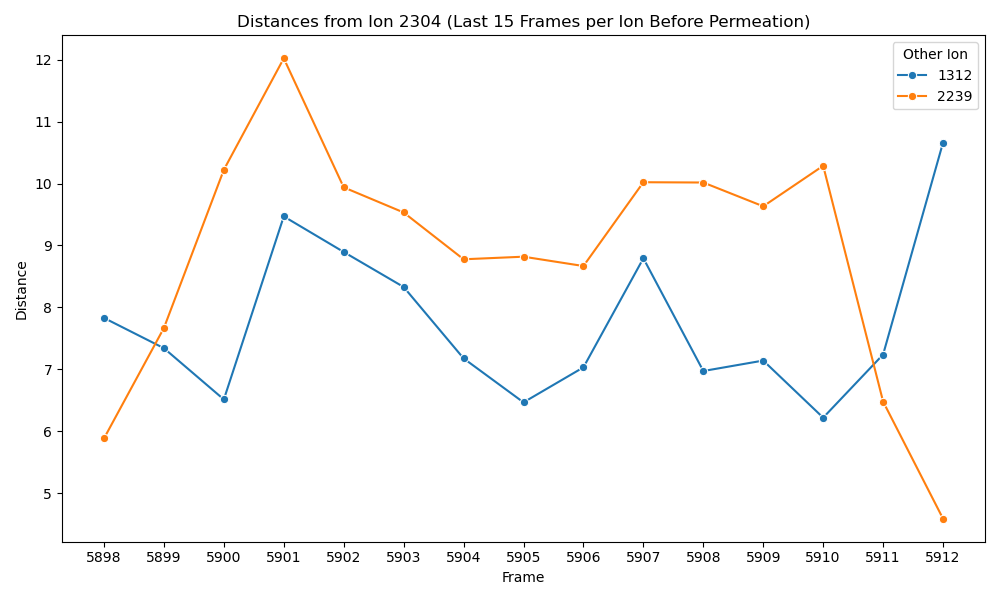 Distances from Ion 2304 (Last 15 Frames per Ion Before Permeation)
Other Ion
1312
2239
12
11
10
9
8
7
6
5
Distance
5898 5899 5900 5901 5902 5903 5904 5905 5906 5907 5908 5909 5910 5911 5912
Frame